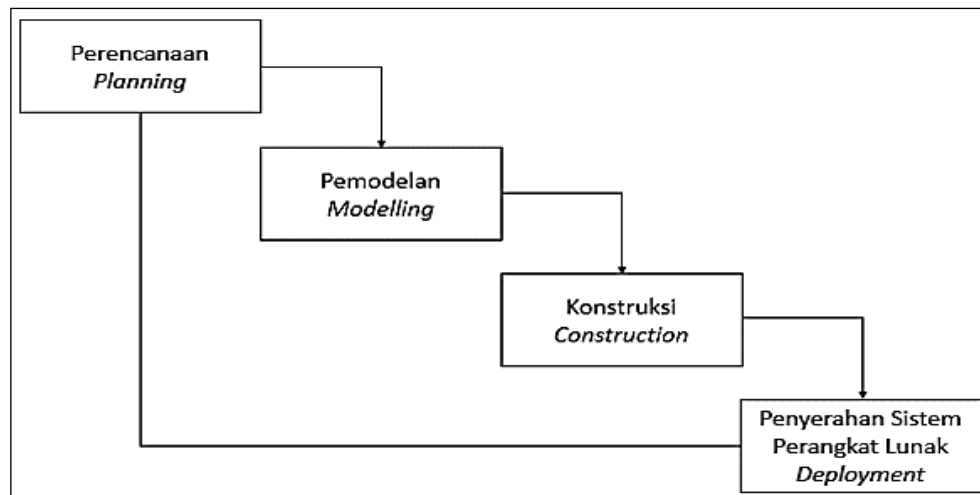 Perencanaan
Planning
Pemodelan
Modelling
Konstruksi
Construction
Penyerahan Sistem
Perangkat Lunak
Deployment